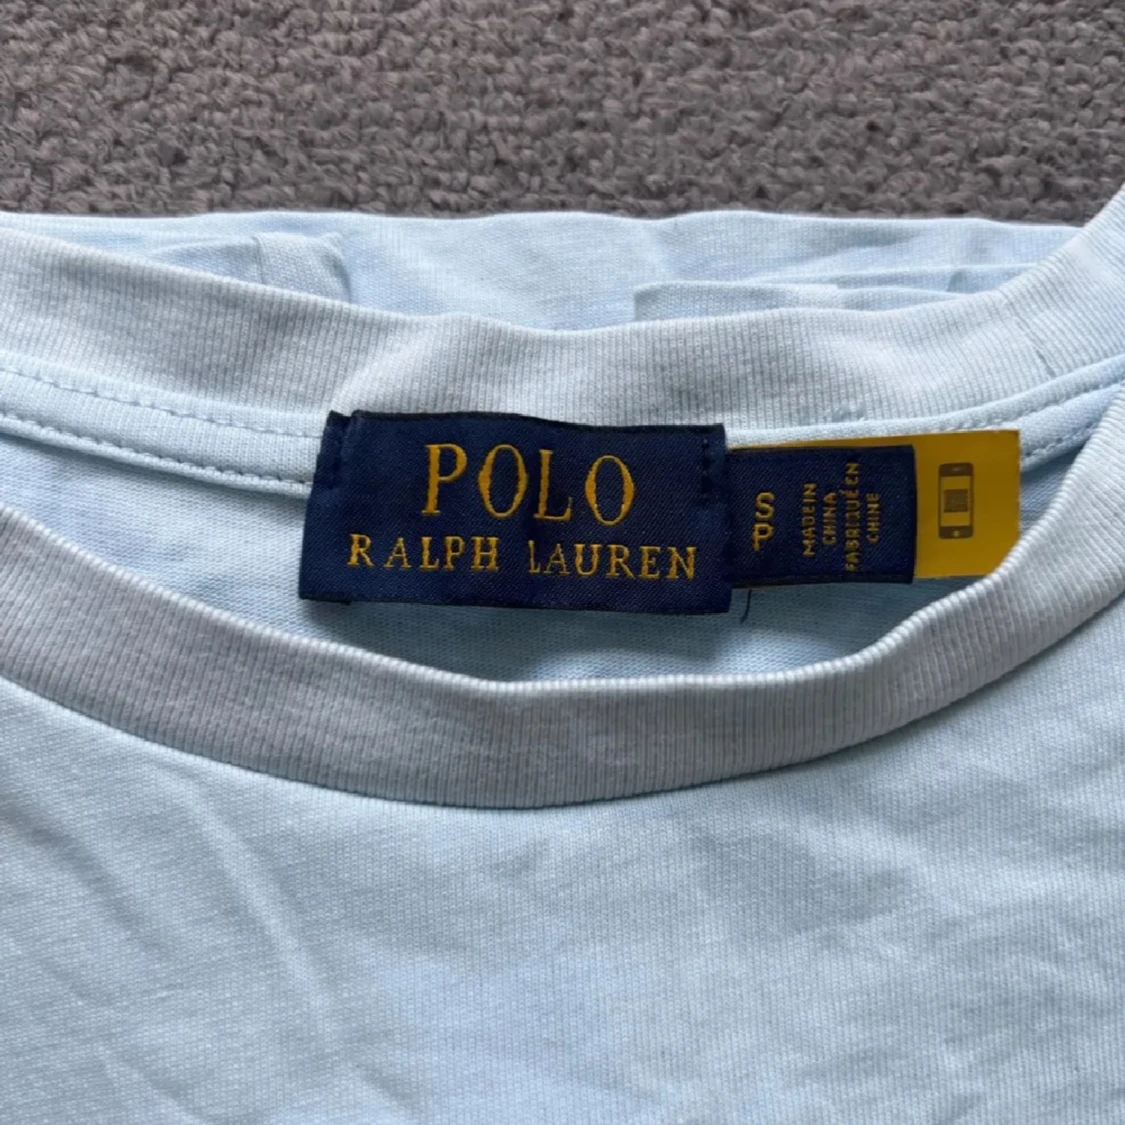 POLO
RALPH LAUREN
S
P
MADE IN
CHINA
FABRIQUÉ EN
CHINE